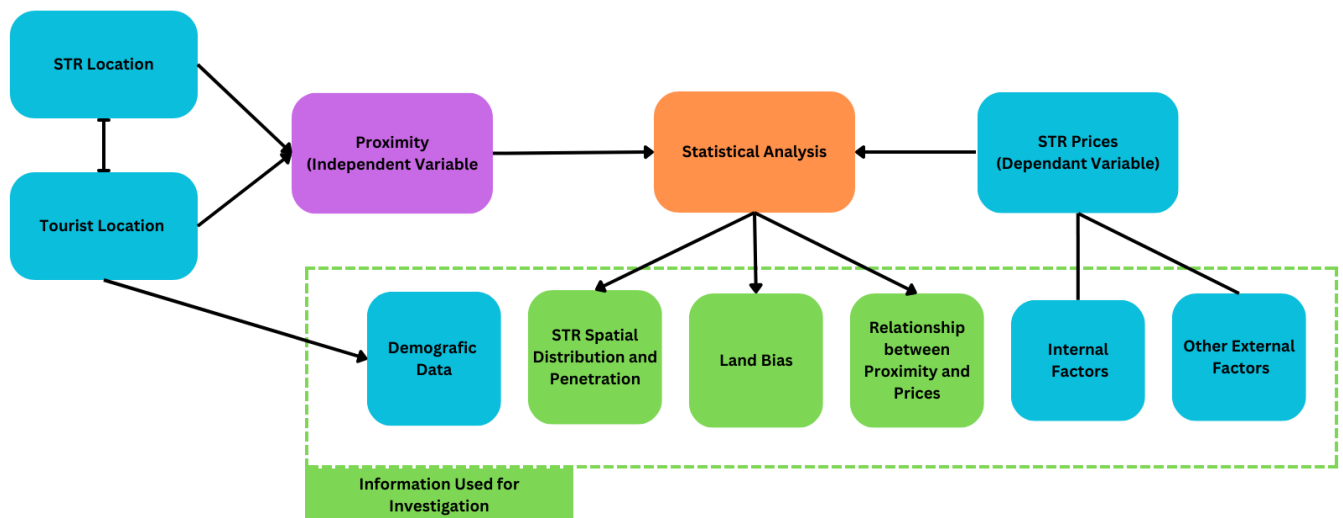 STR Location
Tourist Location
Proximity
(Independent Variable
Statistical Analysis
STR Prices
(Dependant Variable)
Demografic
Data
STR Spatial
Distribution and
Penetration
Land Bias
Relationship
between
Proximity and
Prices
Internal
Factors
Other External
Factors
Information Used for
Investigation